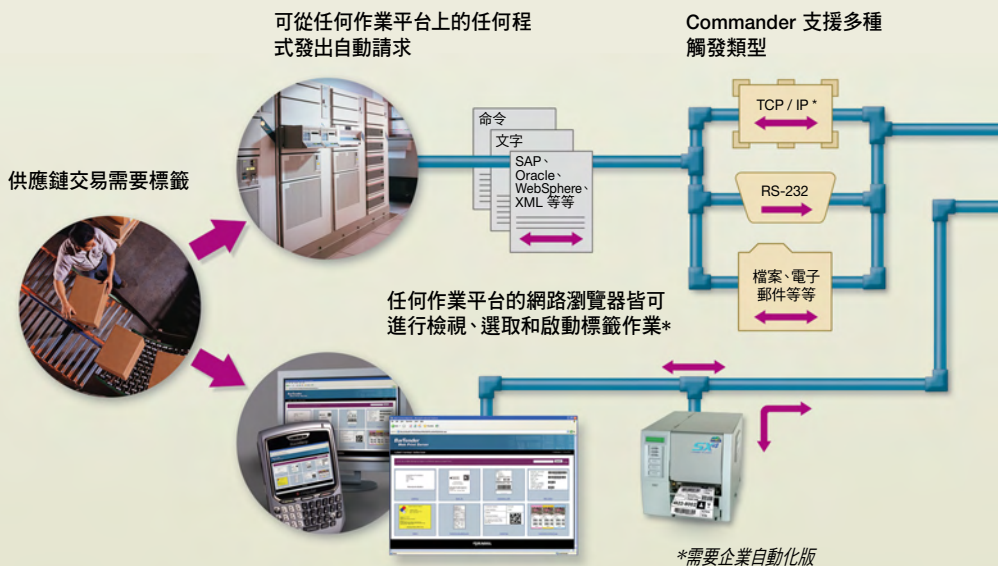 可從任何作業平台上的任何程
式發出自動請求
Commander 支援多種
觸發類型
命令
文字
SAP、
Oracle、
WebSphere、
XML 等等
TCP / IP *
RS-232
檔案、電子
郵件等等
供應鏈交易需要標籤
任何作業平台的網路瀏覽器皆可
進行檢視、選取和啟動標籤作業*
BarTender
Web Print Server
*需要企業自動化版